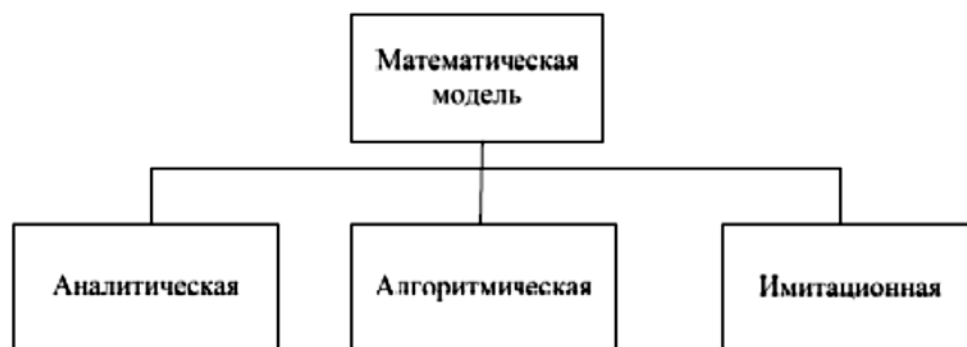 Математическая
модель
Аналитическая
Алгоритмическая
Имитационная